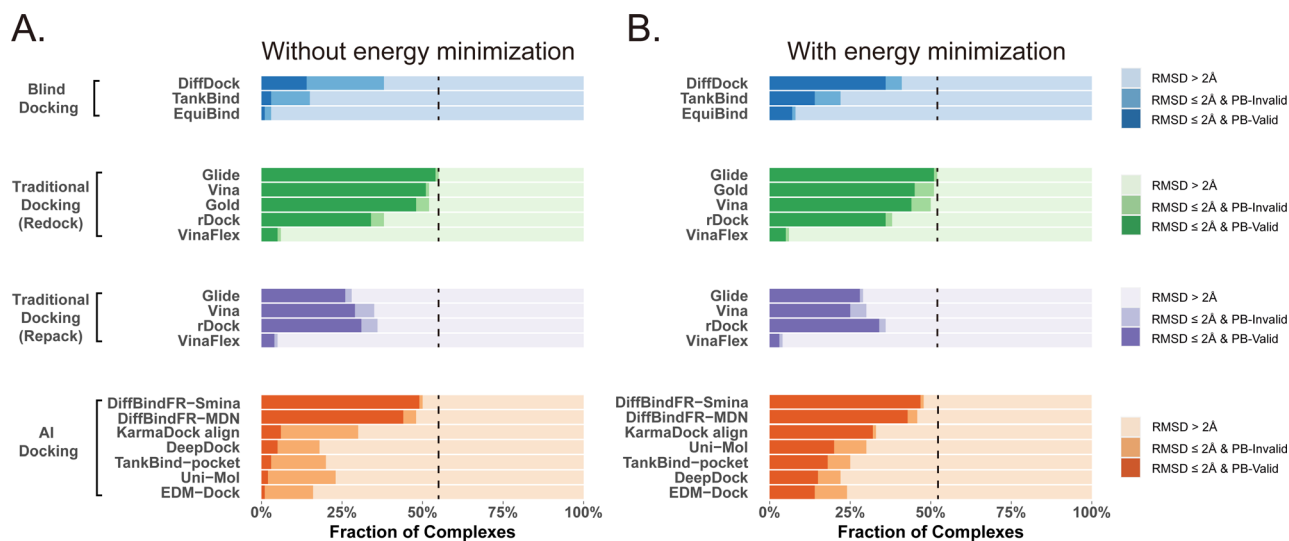 A.
Without energy minimization
Blind
Docking
DiffDock
TankBind
EquiBind
Traditional
Docking
(Redock)
Glide
Vina
Gold
rDock
VinaFlex
Traditional
Docking
(Repack)
Glide
Vina
rDock
VinaFlex
AI
Docking
DiffBindFR−Smina
DiffBindFR−MDN
KarmaDock align
DeepDock
TankBind−pocket
Uni−Mol
EDM−Dock
0%
25%
50%
75%
100%
Fraction of Complexes
B.
With energy minimization
DiffDock
TankBind
EquiBind
Glide
Gold
Vina
rDock
VinaFlex
Glide
Vina
rDock
VinaFlex
DiffBindFR−Smina
DiffBindFR−MDN
KarmaDock align
Uni−Mol
TankBind−pocket
DeepDock
EDM−Dock
0%
25%
50%
75%
100%
Fraction of Complexes
RMSD > 2Å
RMSD ≤ 2Å & PB-Invalid
RMSD ≤ 2Å & PB-Valid
RMSD > 2Å
RMSD ≤ 2Å & PB-Invalid
RMSD ≤ 2Å & PB-Valid
RMSD > 2Å
RMSD ≤ 2Å & PB-Invalid
RMSD ≤ 2Å & PB-Valid
RMSD > 2Å
RMSD ≤ 2Å & PB-Invalid
RMSD ≤ 2Å & PB-Valid